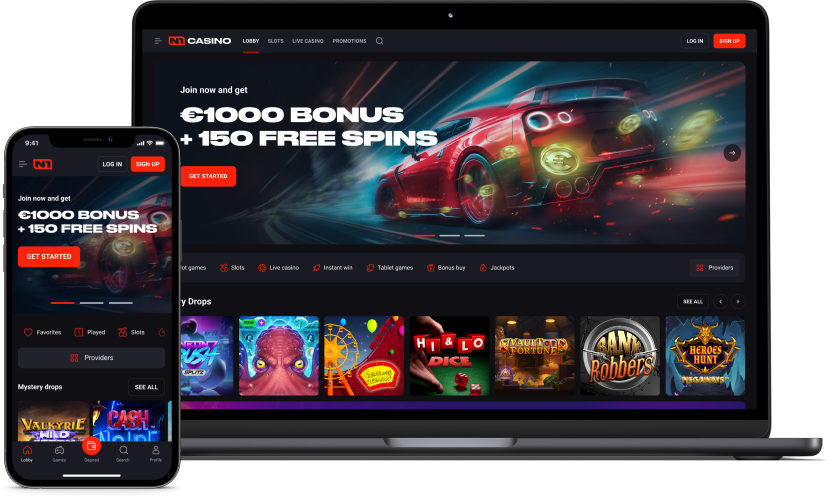 N1 CASINO LOBBY SLOTS LIVE CASINO PROMOTIONS LOG IN SIGN UP
Join now and get
€1000 BONUS
+ 150 FREE SPINS
GET STARTED
ot games Slots Live casino Instant win Tablet games Bonus buy Jackpots Providers
y Drops SEE ALL
NEW
SPLITZ
HI & LO
DICE
VAULT OF
FORTUNE
BANK
Robbers
HEROES
HUNT
MEGAWAYS
9:41
N1 LOG IN SIGN UP
Join now and get
€1000 BONUS
+ 150 FREE SPINS
GET STARTED
Favorites Played Slots
Providers
Mystery drops SEE ALL
VALKYRIE
WILD
CASH
Lobby Games Deposit Search Profile